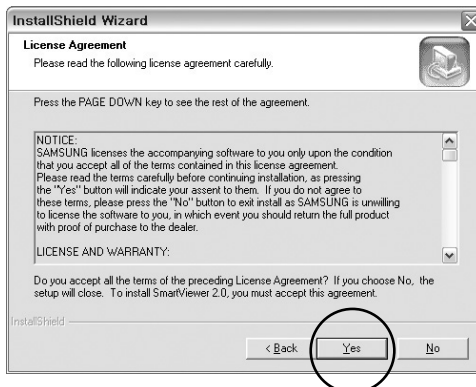 InstallShield Wizard
License Agreement
Please read the following license agreement carefully.
Press the PAGE DOWN key to see the rest of the agreement.
NOTICE:
SAMSUNG licenses the accompanying software to you only upon the condition
that you accept all of the terms contained in this license agreement.
Please read the terms carefully before continuing installation, as pressing
the "Yes" button will indicate your assent to them. If you do not agree to
these terms, please press the "No" button to exit install as SAMSUNG is unwilling
to license the software to you, in which event you should return the full product
with proof of purchase to the dealer.
LICENSE AND WARRANTY:
Do you accept all the terms of the preceding License Agreement? If you choose No, the
setup will close. To install SmartViewer 2.0, you must accept this agreement.
InstallShield
< Back Yes No